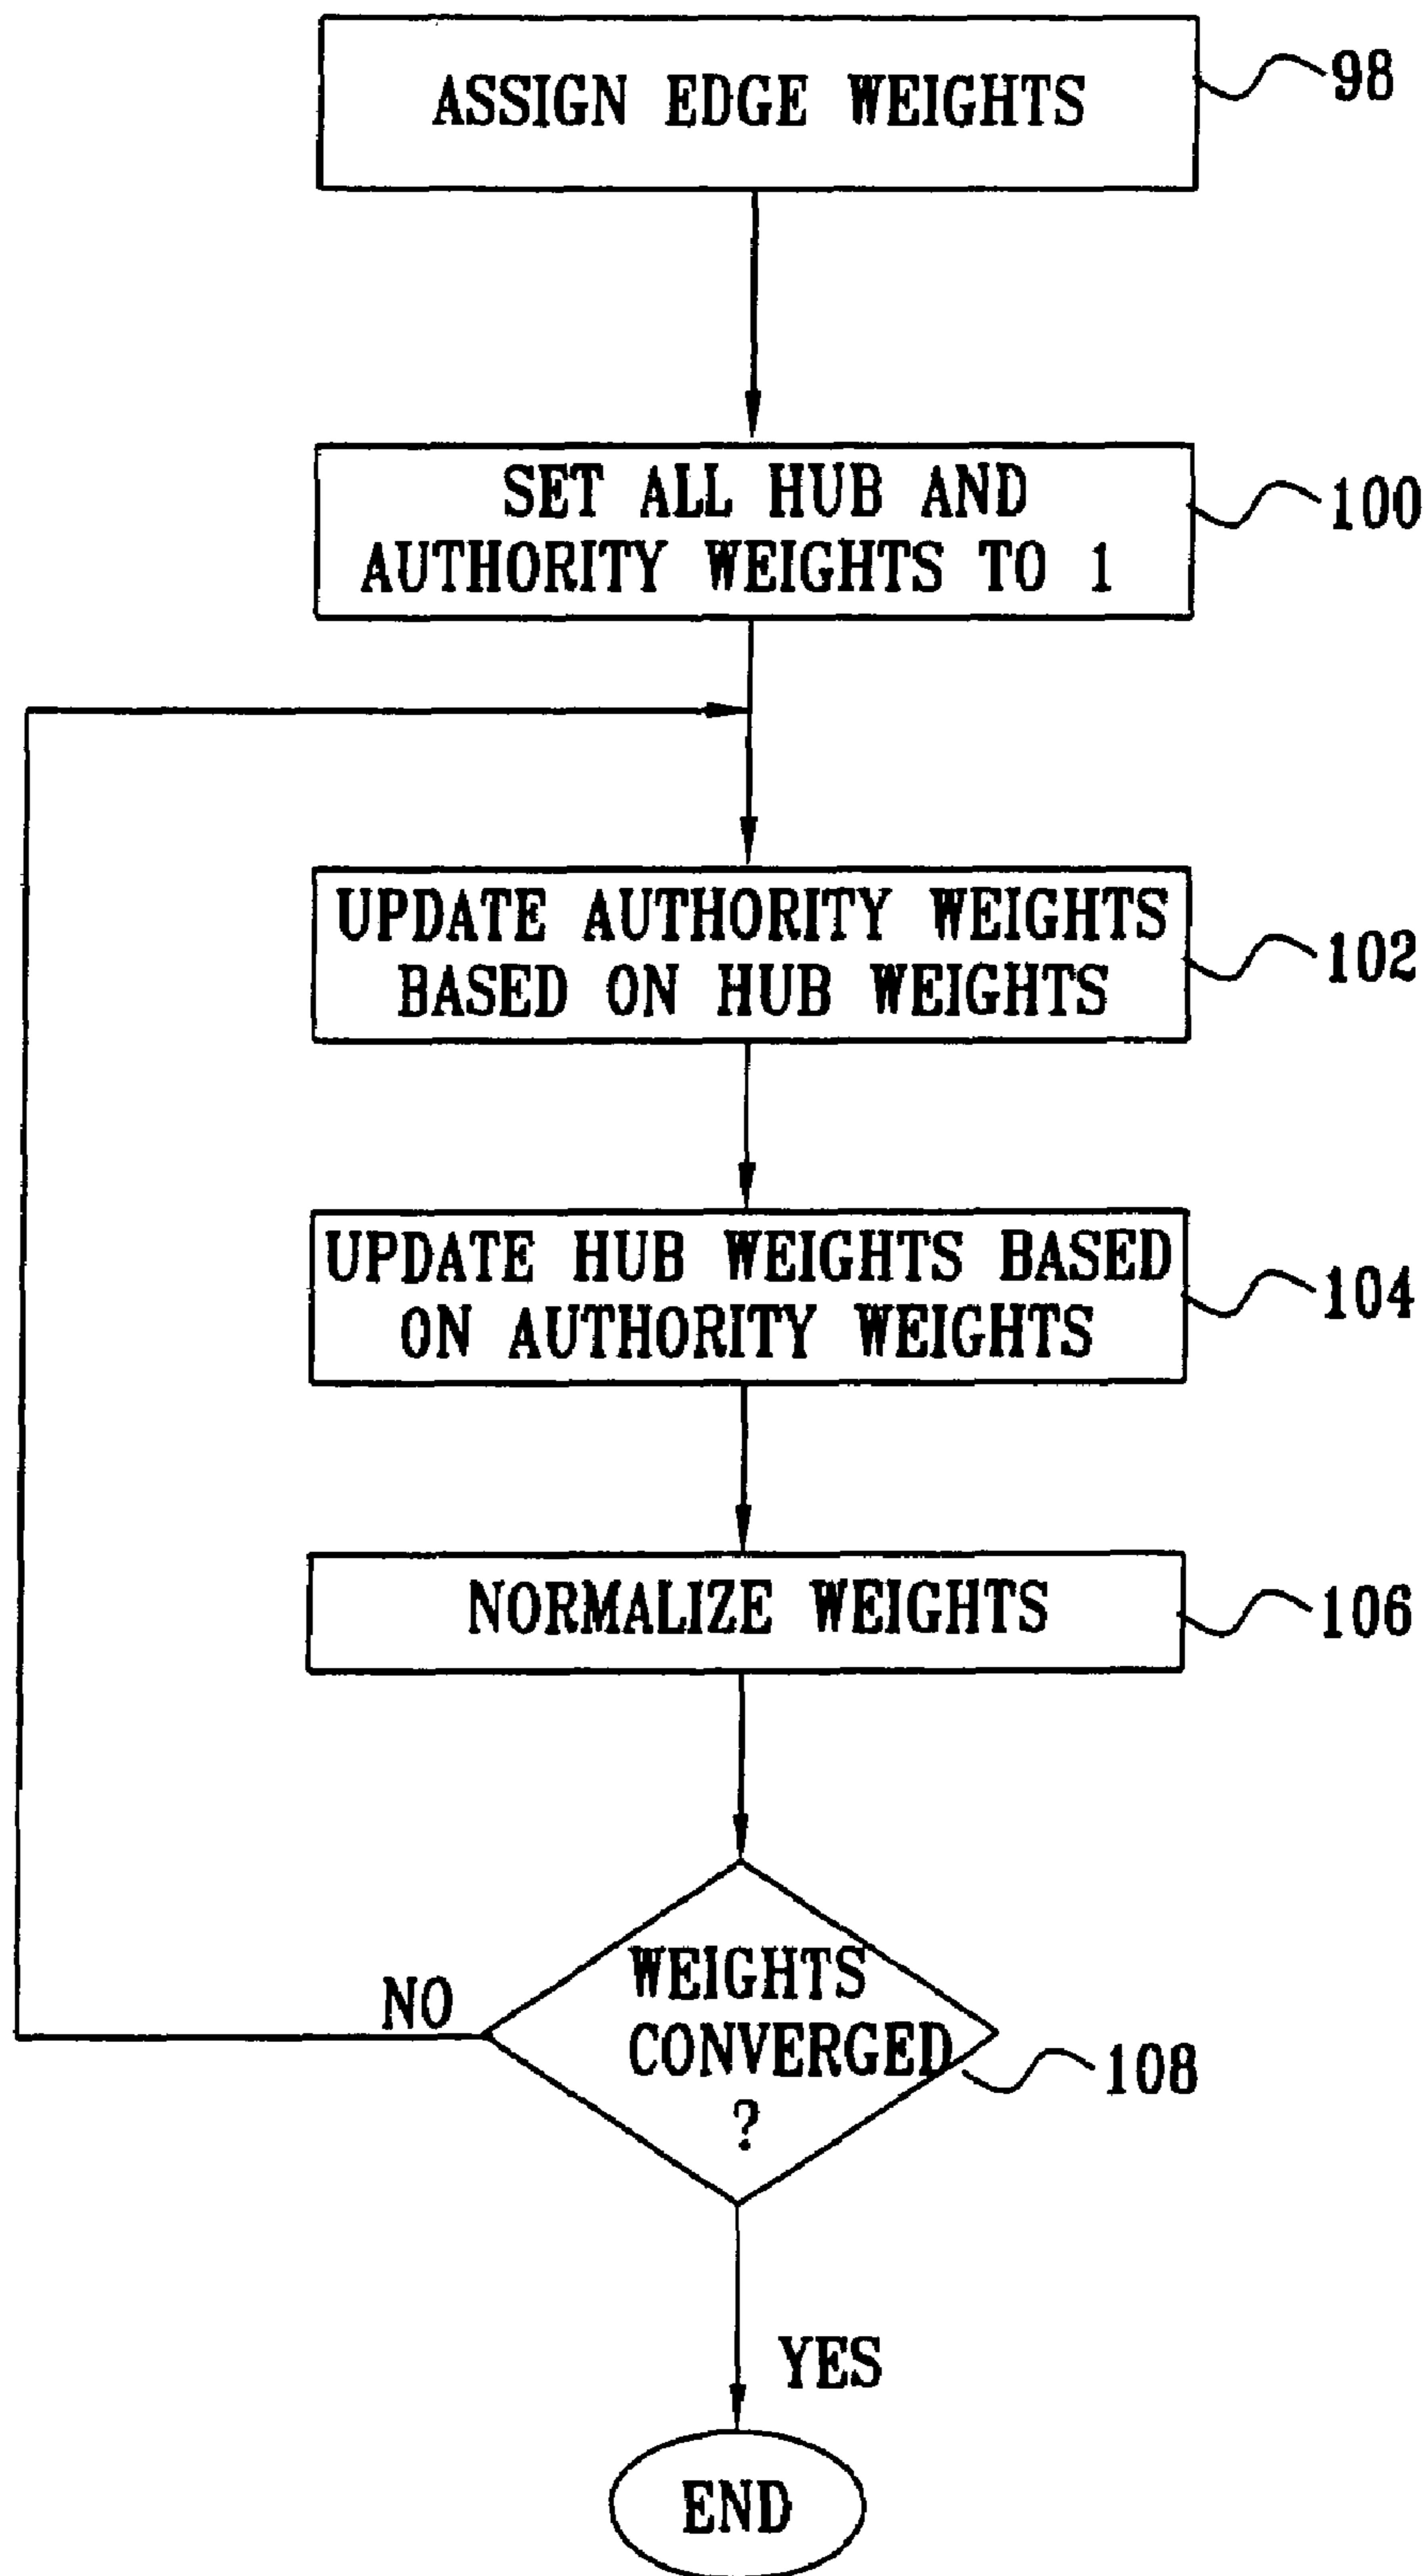 ASSIGN EDGE WEIGHTS
98
SET ALL HUB AND
AUTHORITY WEIGHTS TO 1
100
UPDATE AUTHORITY WEIGHTS
BASED ON HUB WEIGHTS
102
UPDATE HUB WEIGHTS BASED
ON AUTHORITY WEIGHTS
104
NORMALIZE WEIGHTS
106
WEIGHTS
CONVERGED
?
108
NO
YES
END